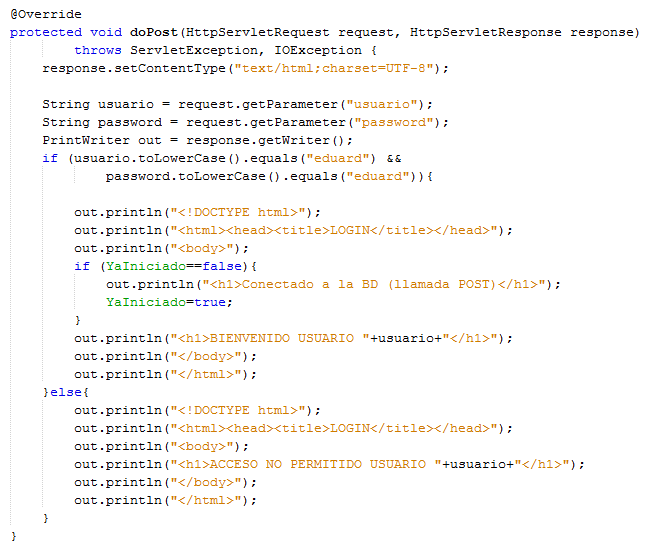 @Override
protected void doPost(HttpServletRequest request, HttpServletResponse response)
        throws ServletException, IOException {
    response.setContentType("text/html;charset=UTF-8");

    String usuario = request.getParameter("usuario");
    String password = request.getParameter("password");
    PrintWriter out = response.getWriter();
    if (usuario.toLowerCase().equals("eduard") &&
            password.toLowerCase().equals("eduard")){

        out.println("<!DOCTYPE html>");
        out.println("<html><head><title>LOGIN</title></head>");
        out.println("<body>");
        if (YaIniciado==false){
            out.println("<h1>Conectado a la BD (llamada POST)</h1>");
            YaIniciado=true;
        }
        out.println("<h1>BIENVENIDO USUARIO "+usuario+"</h1>");
        out.println("</body>");
        out.println("</html>");
    }else{
        out.println("<!DOCTYPE html>");
        out.println("<html><head><title>LOGIN</title></head>");
        out.println("<body>");
        out.println("<h1>ACCESO NO PERMITIDO USUARIO "+usuario+"</h1>");
        out.println("</body>");
        out.println("</html>");
    }
}